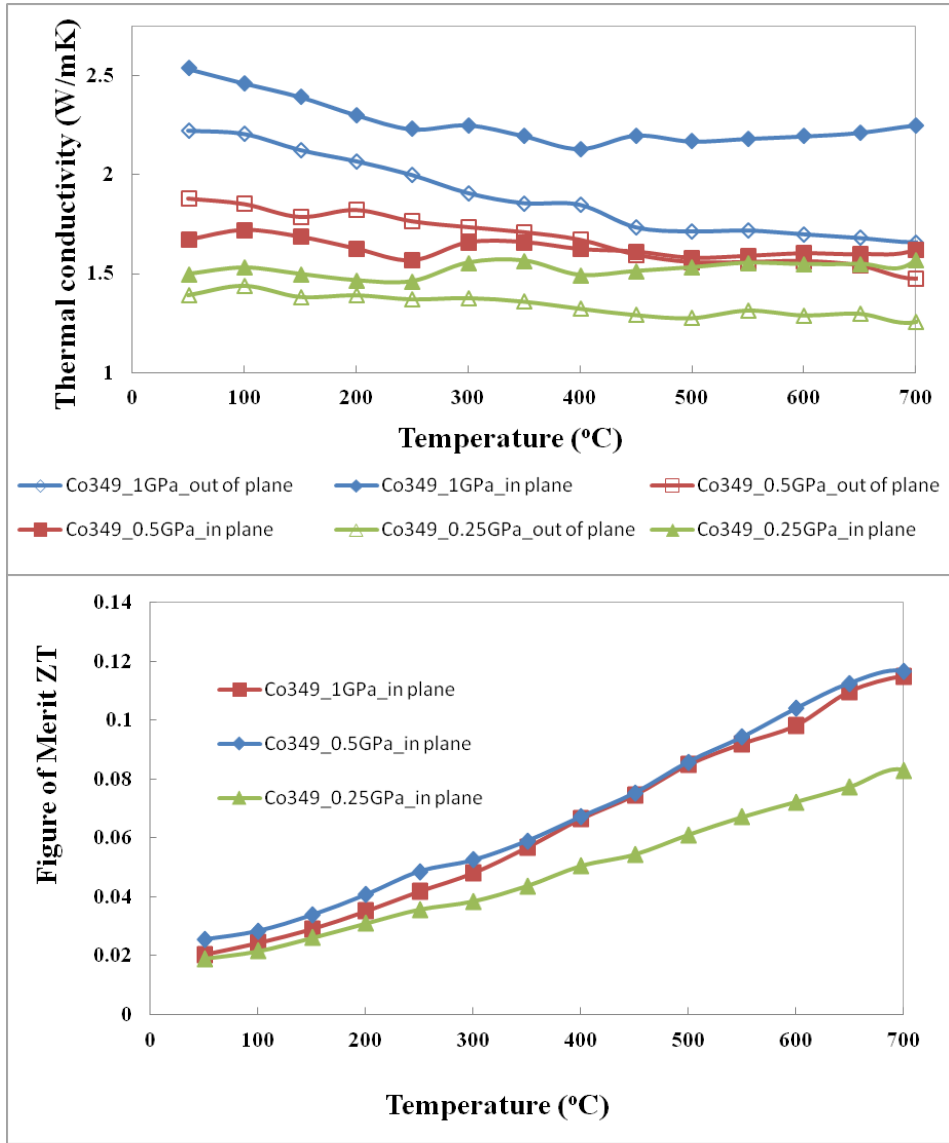 Thermal conductivity (W/mK)
2.5
2
1.5
1
0 100 200 300 400 500 600 700
Temperature (°C)
Co349_1GPa_out of plane Co349_1GPa_in plane Co349_0.5GPa_out of plane
Co349_0.5GPa_in plane Co349_0.25GPa_out of plane Co349_0.25GPa_in plane
Figure of Merit ZT
0.14
0.12
0.1
0.08
0.06
0.04
0.02
0
Co349_1GPa_in plane
Co349_0.5GPa_in plane
Co349_0.25GPa_in plane
0 100 200 300 400 500 600 700
Temperature (°C)